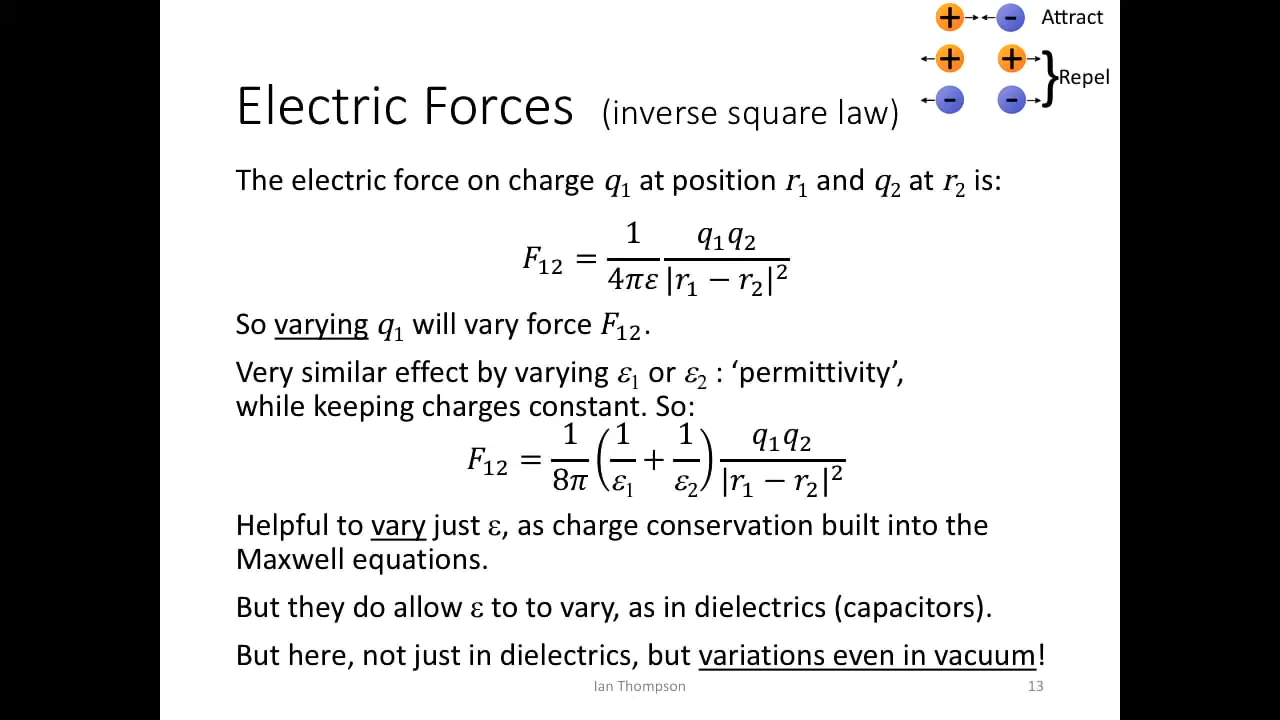 Attract
Repel
Electric Forces (inverse square law)
The electric force on charge q₁ at position r₁ and q₂ at r₂ is:
F₁₂ = 1/(4πε) q₁q₂/|r₁ − r₂|²
So varying q₁ will vary force F₁₂.
Very similar effect by varying ε₁ or ε₂ : ‘permittivity’,
while keeping charges constant. So:
F₁₂ = 1/(8π) (1/ε₁ + 1/ε₂) q₁q₂/|r₁ − r₂|²
Helpful to vary just ε, as charge conservation built into the
Maxwell equations.
But they do allow ε to to vary, as in dielectrics (capacitors).
But here, not just in dielectrics, but variations even in vacuum!
Ian Thompson
13